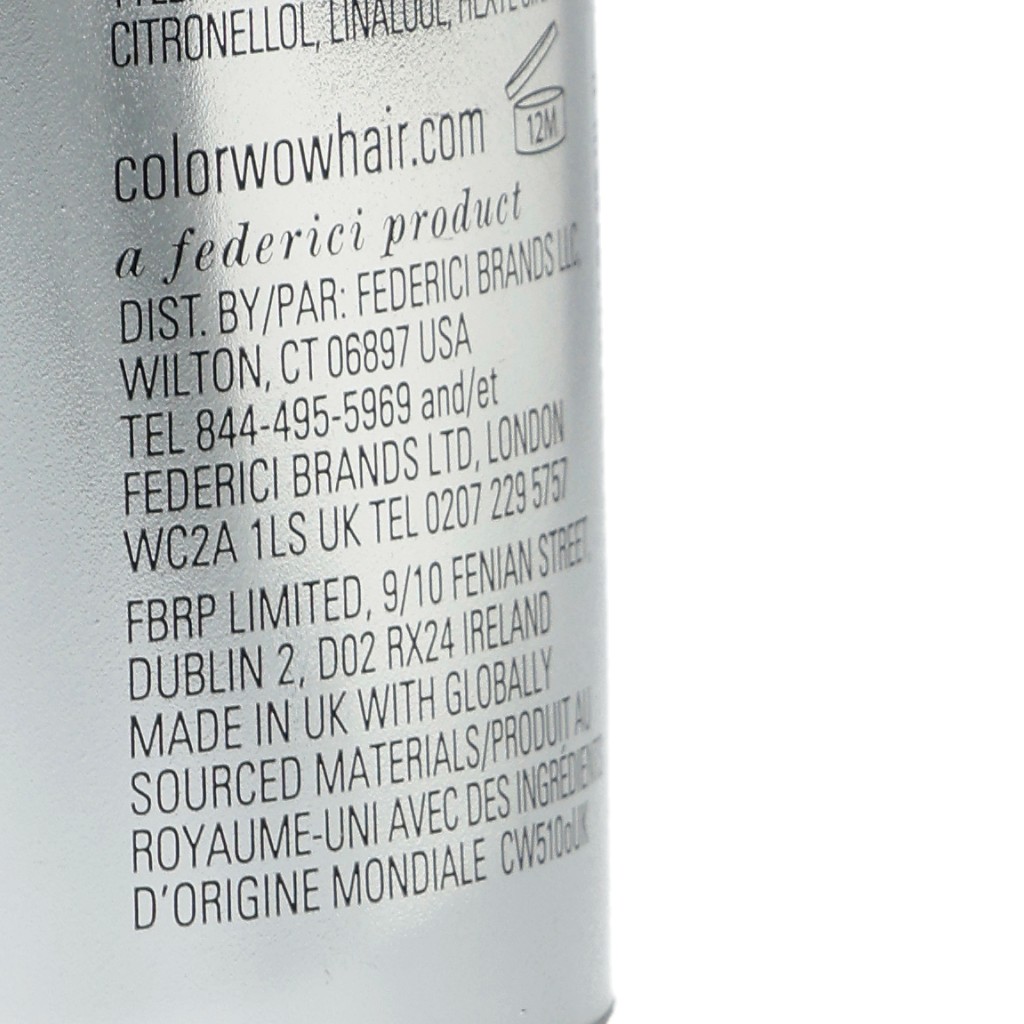 CITRONELLOL, LINALOOL,
colorwowhair.com
12M
a federici product
DIST. BY/PAR: FEDERICI BRANDS LLC,
WILTON, CT 06897 USA
TEL 844-495-5969 and/et
FEDERICI BRANDS LTD, LONDON
WC2A 1LS UK TEL 0207 229 5757
FBRP LIMITED, 9/10 FENIAN STREET,
DUBLIN 2, D02 RX24 IRELAND
MADE IN UK WITH GLOBALLY
SOURCED MATERIALS/PRODUIT AU
ROYAUME-UNI AVEC DES INGRÉDIENTS
D'ORIGINE MONDIALE CW510oUK